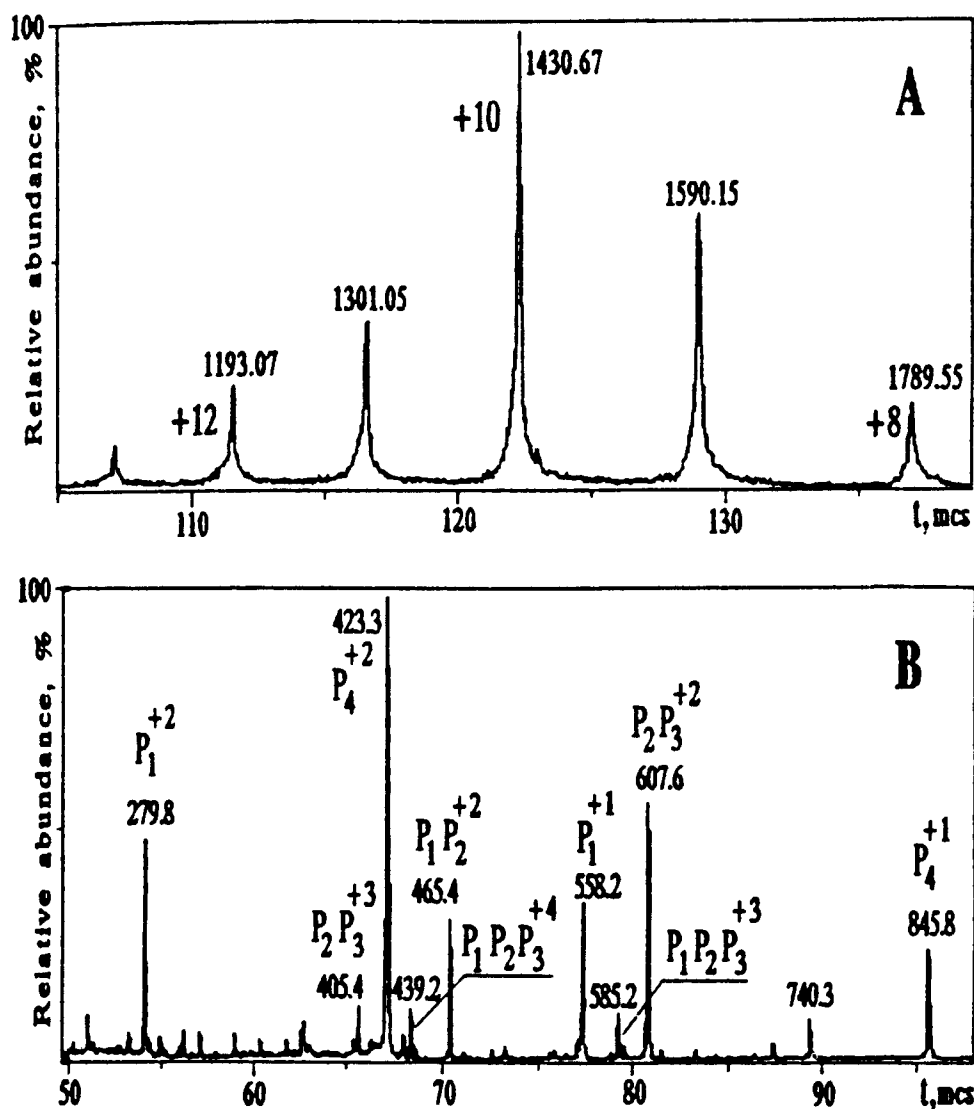 Relative abundance, %
100
A
1430.67
+10
1590.15
1301.05
1193.07
+12
1789.55
+8
110
120
130
t, mcs
Relative abundance, %
100
B
423.3
P4+2
P1+2
279.8
P2P3+2
607.6
P1P2+2
465.4
P1+1
558.2
P4+1
845.8
P2P3+3
405.4
P1P2P3+4
439.2
P1P2P3+3
585.2
740.3
50
60
70
80
90
t, mcs